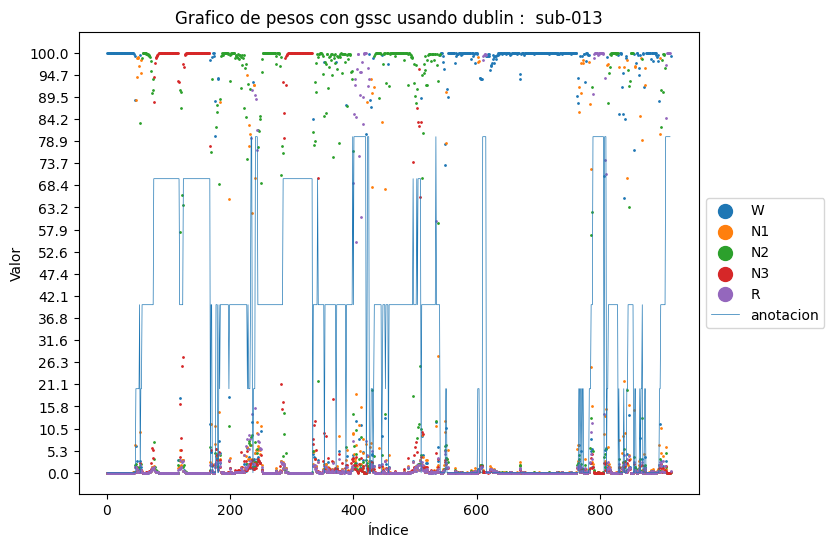 Grafico de pesos con gssc usando dublin :  sub-013
Valor
100.0
94.7
89.5
84.2
78.9
73.7
68.4
63.2
57.9
52.6
47.4
42.1
36.8
31.6
26.3
21.1
15.8
10.5
5.3
0.0
0 200 400 600 800
Índice
W
N1
N2
N3
R
anotacion